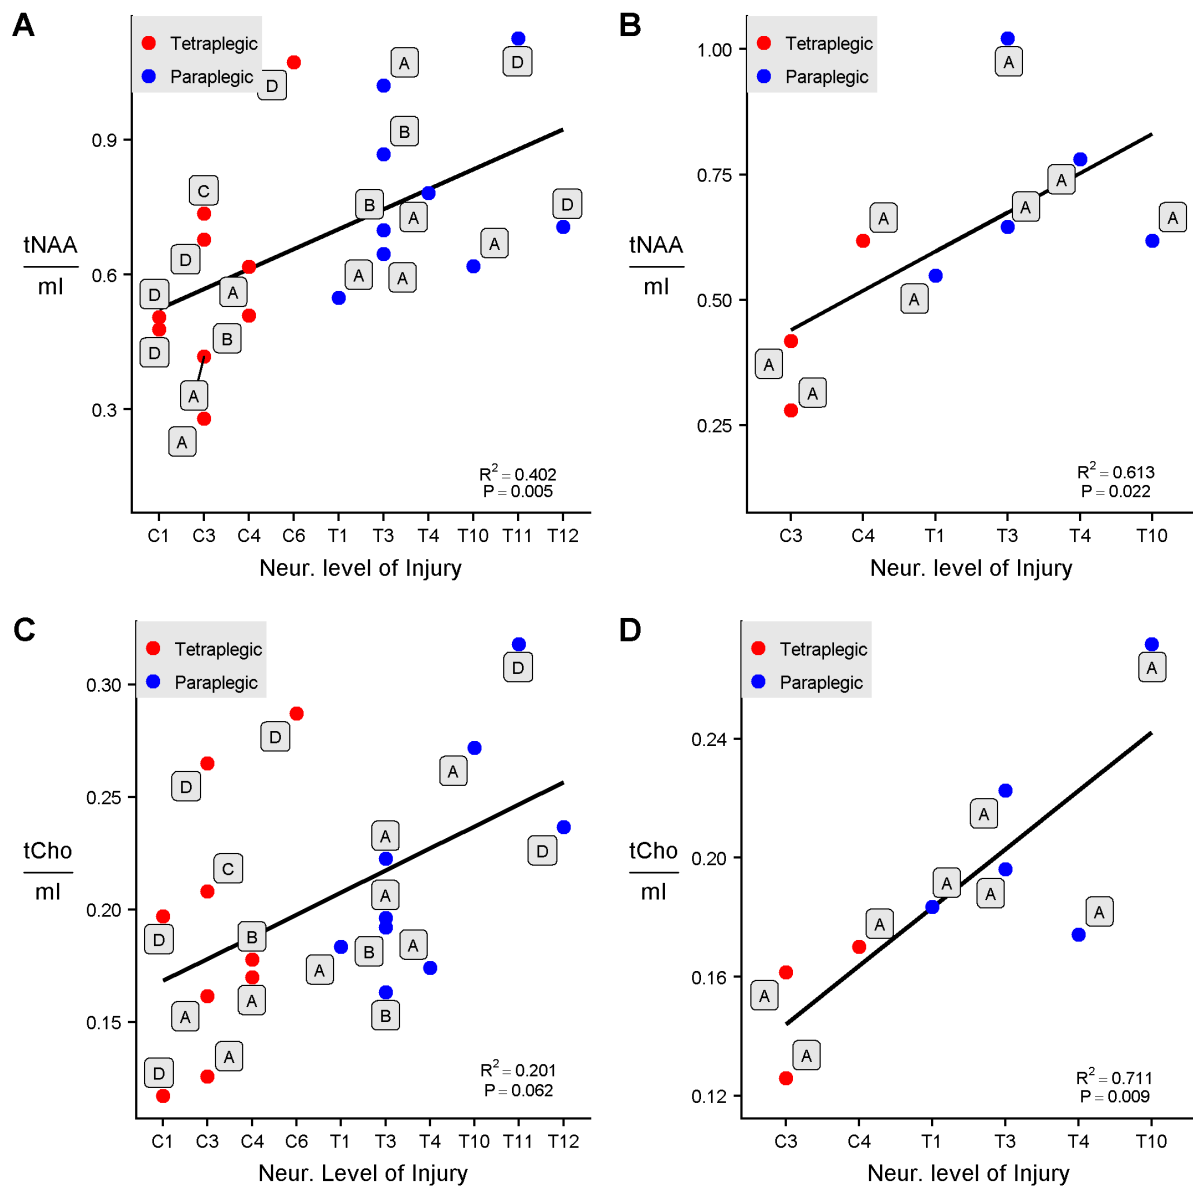 A
Tetraplegic
Paraplegic
D
A
D
B
0.9
C
B
D
A
D
A
tNAA
ml
0.6
D
A
A
A
B
D
A
0.3
A
R2 = 0.402
P = 0.005
C1 C3 C4 C6 T1 T3 T4 T10 T11 T12
Neur. level of Injury
B
Tetraplegic
Paraplegic
1.00
A
0.75
A
A
A
A
tNAA
ml
0.50
A
A
A
0.25
R2 = 0.613
P = 0.022
C3 C4 T1 T3 T4 T10
Neur. level of Injury
C
Tetraplegic
Paraplegic
0.30
D
D
A
D
0.25
A
D
tCho
ml
C
A
0.20
D
B
A
B
A
A
A
A
B
0.15
A
D
R2 = 0.201
P = 0.062
C1 C3 C4 C6 T1 T3 T4 T10 T11 T12
Neur. Level of Injury
D
Tetraplegic
Paraplegic
A
0.24
A
tCho
ml
0.20
A
A
A
A
0.16
A
A
0.12
R2 = 0.711
P = 0.009
C3 C4 T1 T3 T4 T10
Neur. level of Injury